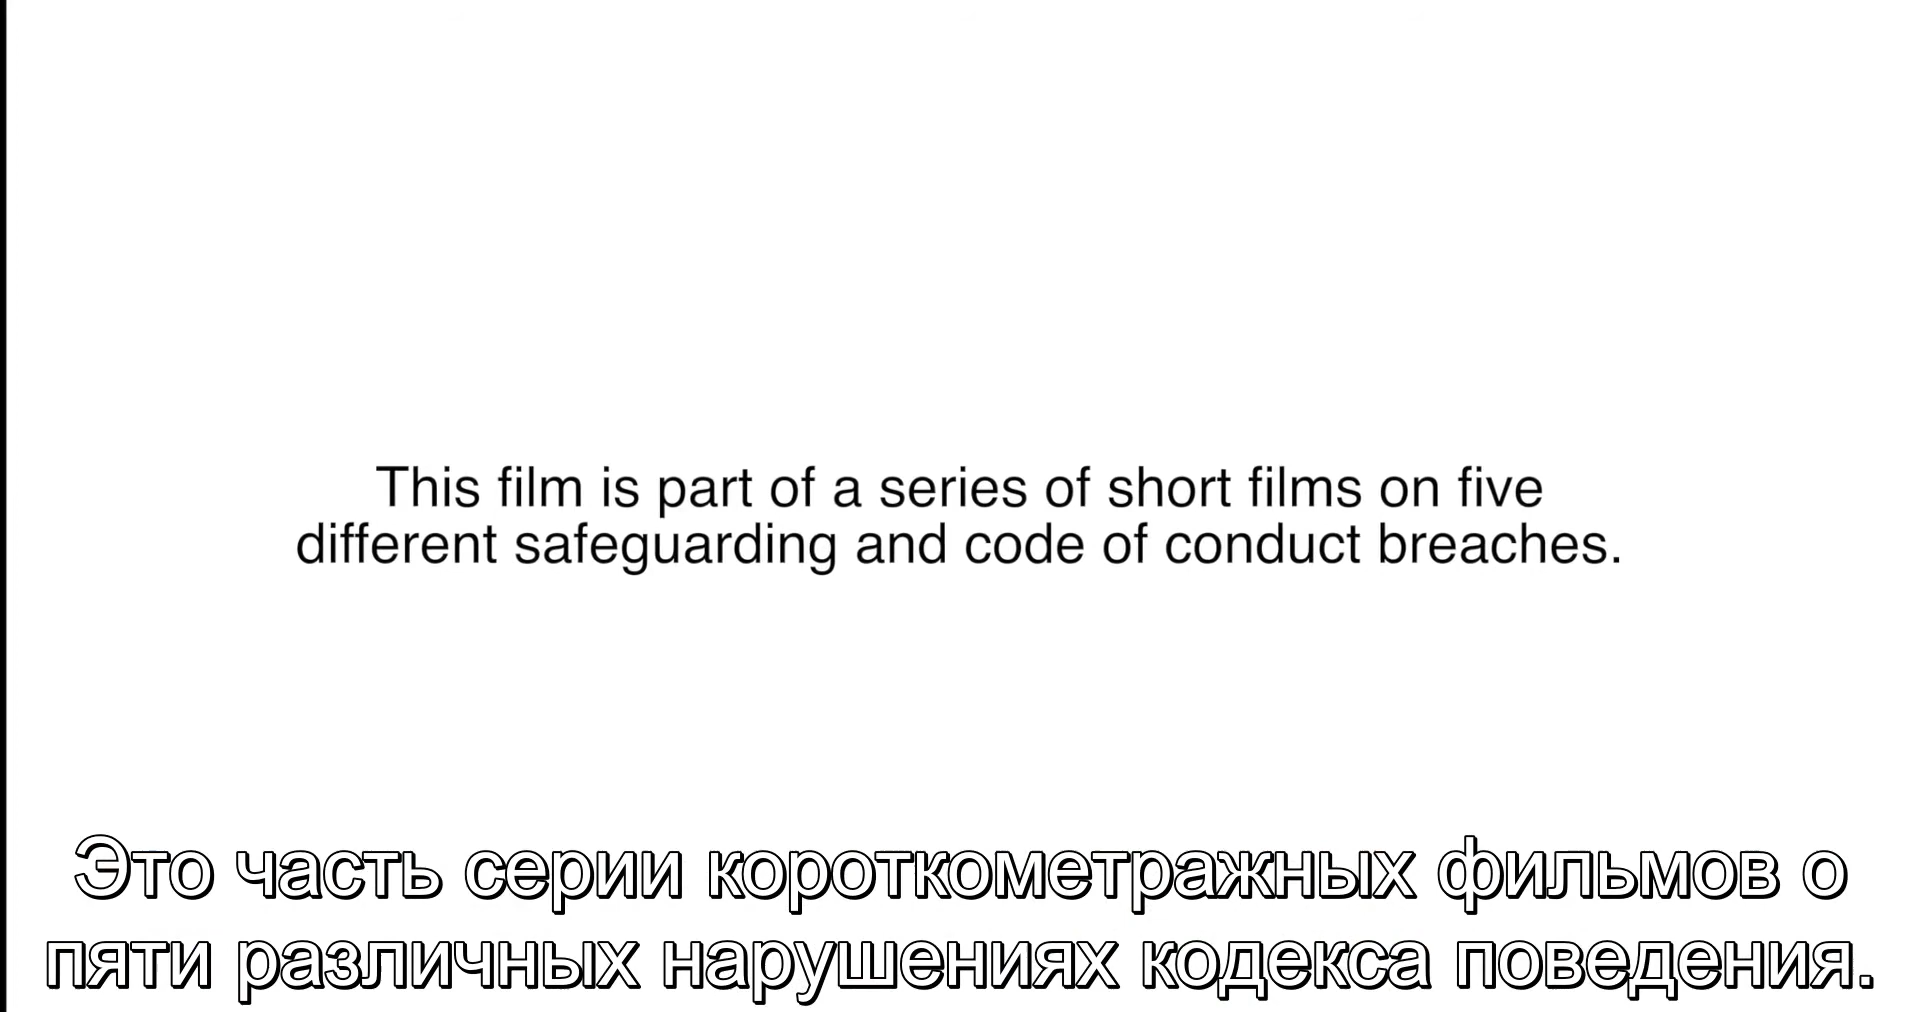 This film is part of a series of short films on five
different safeguarding and code of conduct breaches.
Это часть серии короткометражных фильмов о
пяти различных нарушениях кодекса поведения.